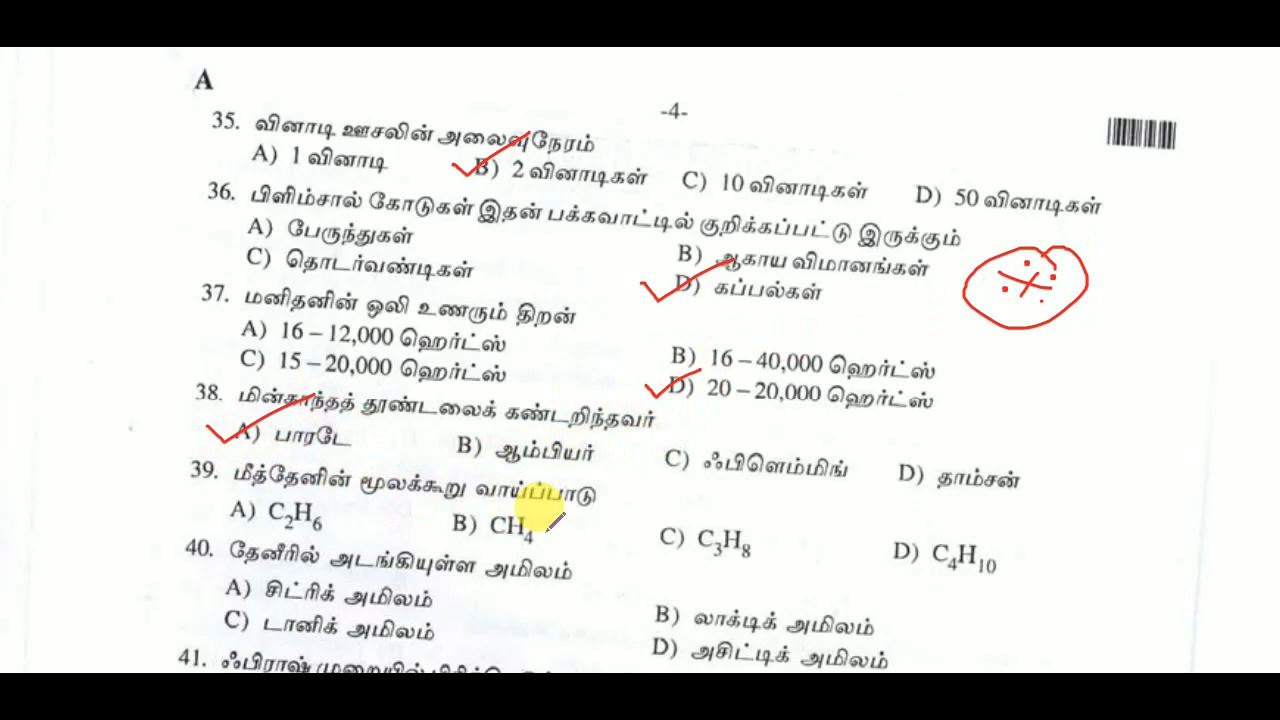 A
-4-
35. வினாடி ஊசலின் அலைவுநேரம்
A) 1 வினாடி B) 2 வினாடிகள் C) 10 வினாடிகள் D) 50 வினாடிகள்
36. பிளிம்சால் கோடுகள் இதன் பக்கவாட்டில் குறிக்கப்பட்டு இருக்கும்
A) பேருந்துகள் B) ஆகாய விமானங்கள்
C) தொடர்வண்டிகள் D) கப்பல்கள்
37. மனிதனின் ஒலி உணரும் திறன்
A) 16 – 12,000 ஹெர்ட்ஸ் B) 16 – 40,000 ஹெர்ட்ஸ்
C) 15 – 20,000 ஹெர்ட்ஸ் D) 20 – 20,000 ஹெர்ட்ஸ்
38. மின்காந்தத் தூண்டலைக் கண்டறிந்தவர்
A) பாரடே B) ஆம்பியர் C) ஃபிளெம்மிங் D) தாம்சன்
39. மீத்தேனின் மூலக்கூறு வாய்ப்பாடு
A) C₂H₆ B) CH₄ C) C₃H₈ D) C₄H₁₀
40. தேனீரில் அடங்கியுள்ள அமிலம்
A) சிட்ரிக் அமிலம் B) லாக்டிக் அமிலம்
C) டானிக் அமிலம் D) அசிட்டிக் அமிலம்
41. ஃபிராஷ் முறையில்